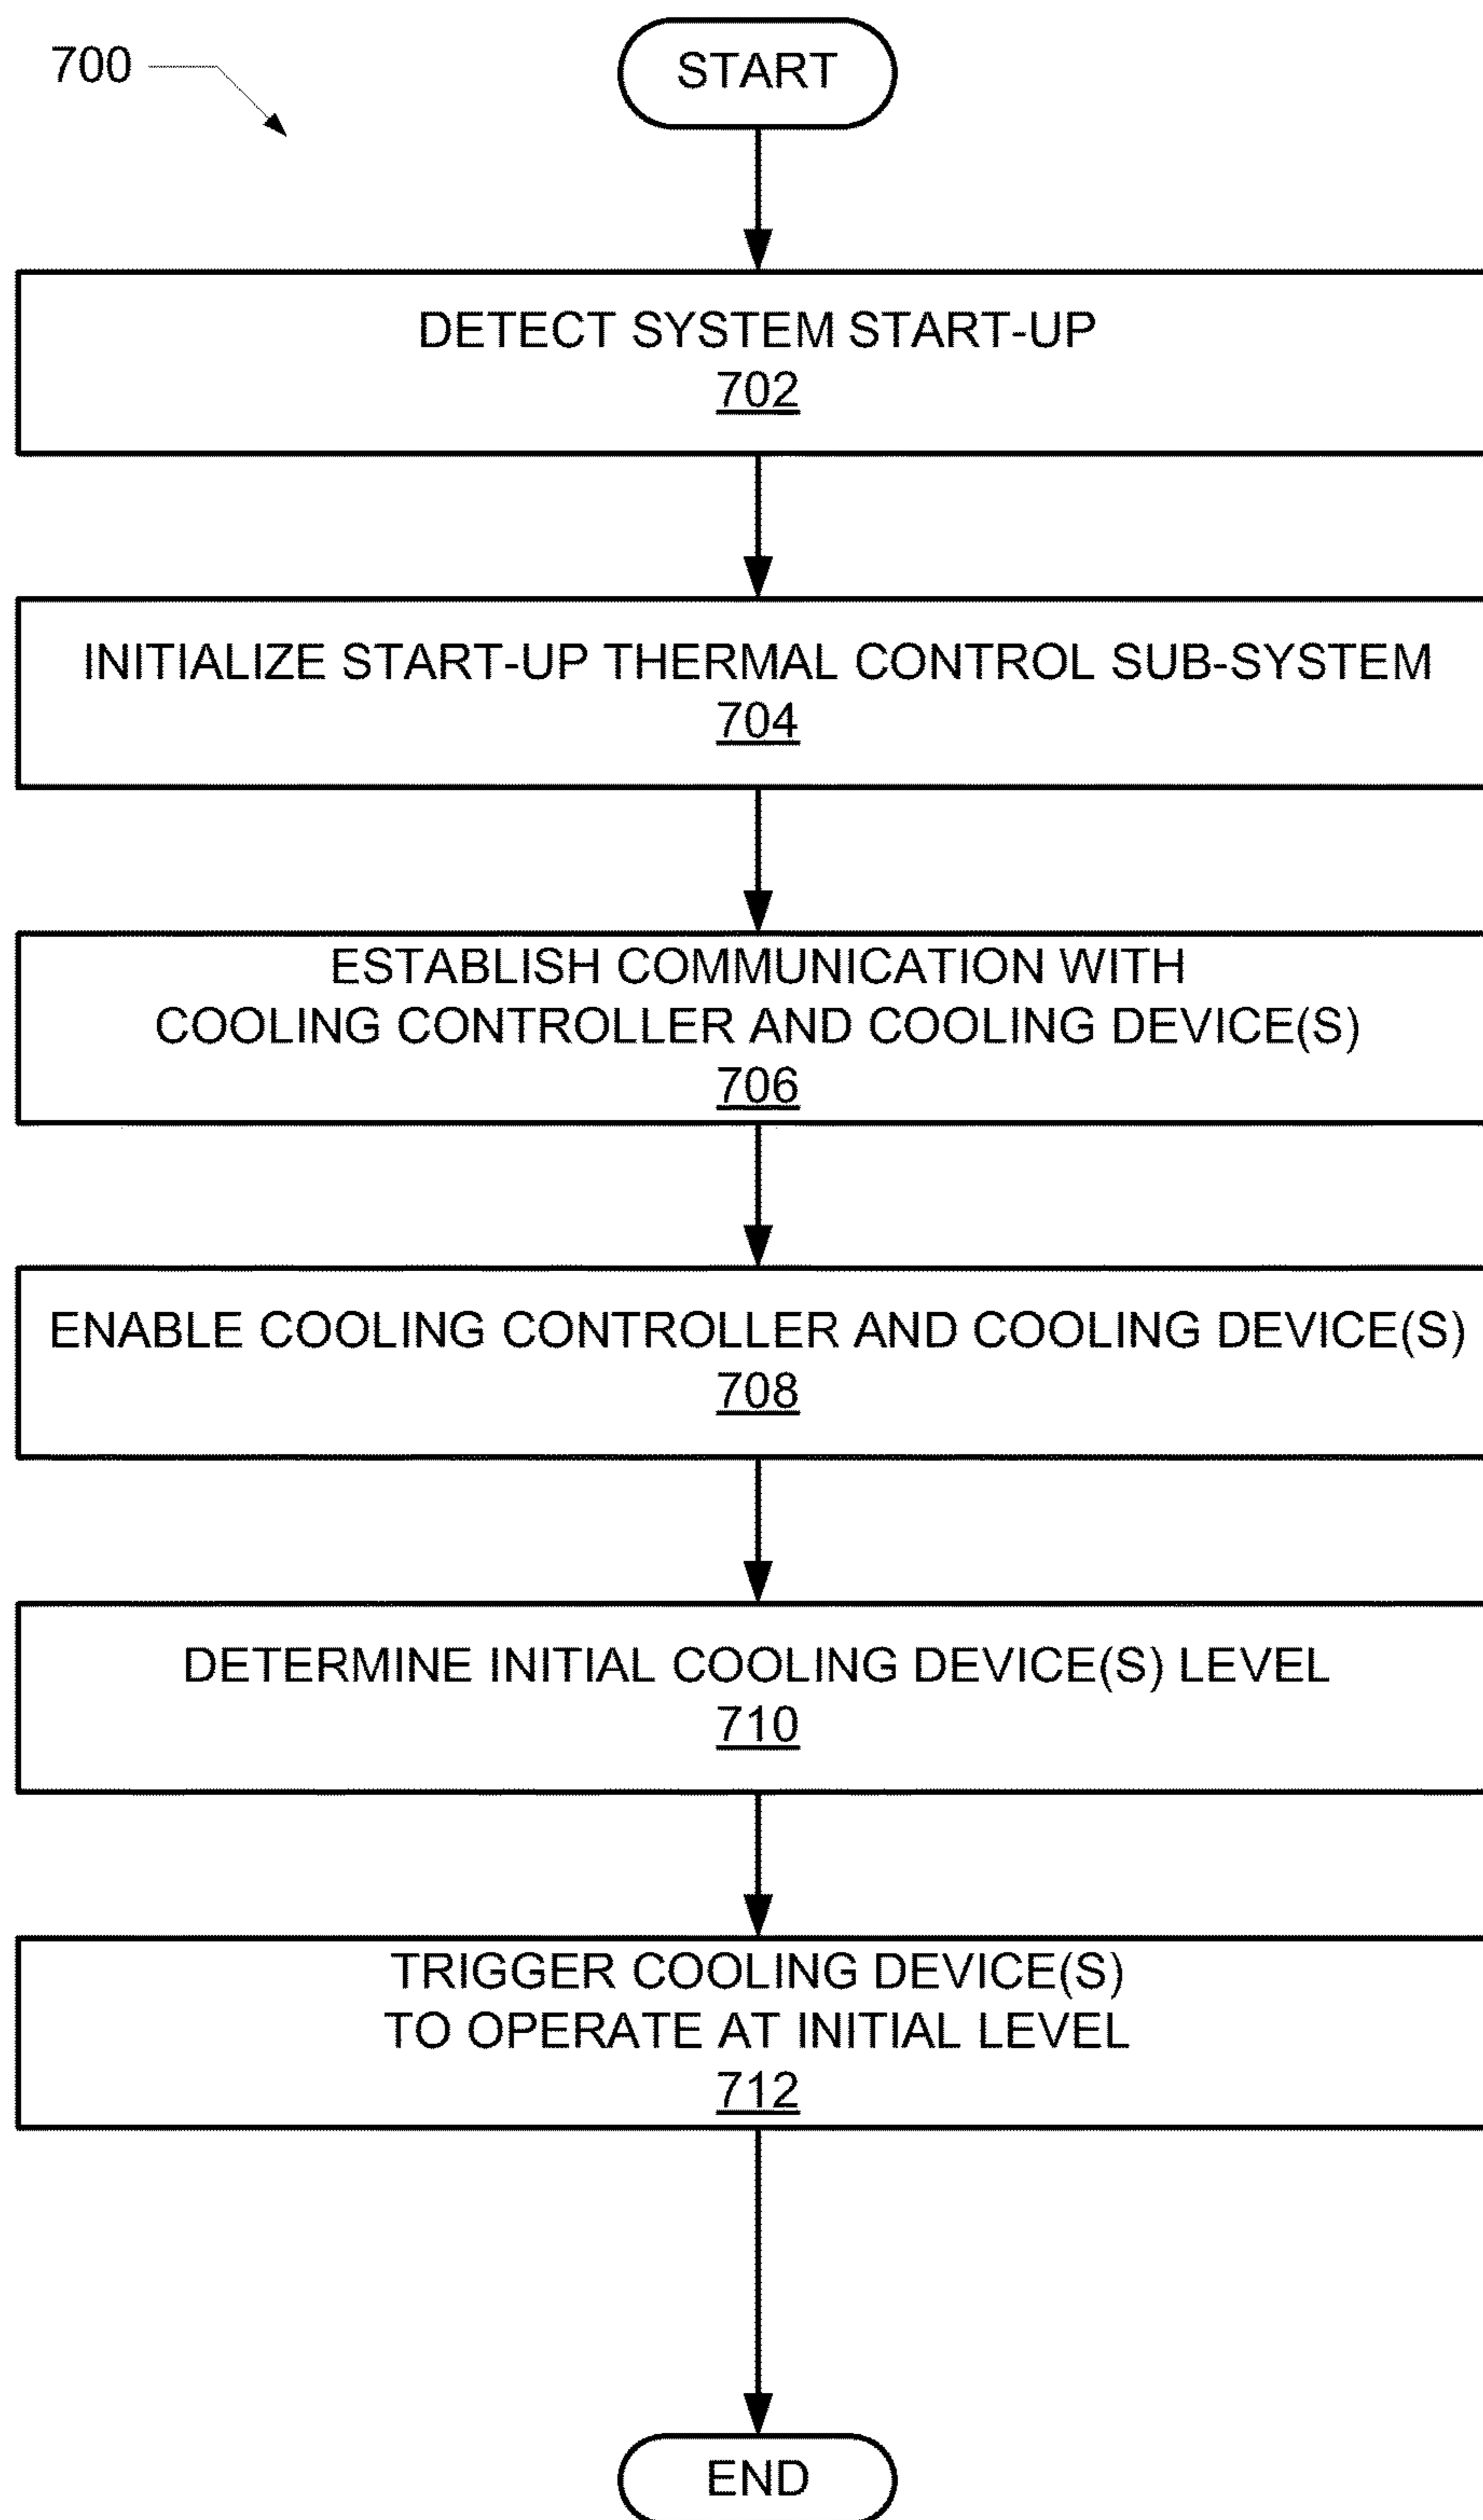 700
START
DETECT SYSTEM START-UP
702
INITIALIZE START-UP THERMAL CONTROL SUB-SYSTEM
704
ESTABLISH COMMUNICATION WITH
COOLING CONTROLLER AND COOLING DEVICE(S)
706
ENABLE COOLING CONTROLLER AND COOLING DEVICE(S)
708
DETERMINE INITIAL COOLING DEVICE(S) LEVEL
710
TRIGGER COOLING DEVICE(S)
TO OPERATE AT INITIAL LEVEL
712
END